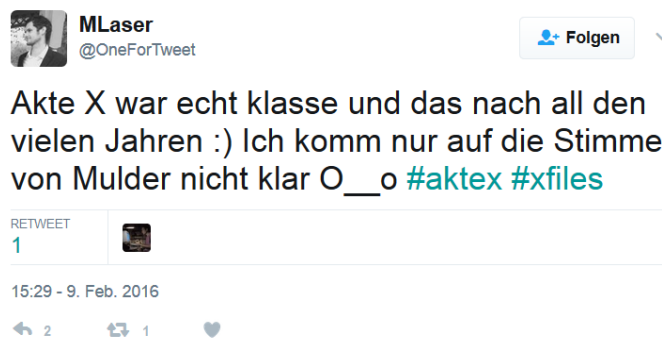 MLaser
@OneForTweet
Folgen
Akte X war echt klasse und das nach all den
vielen Jahren :) Ich komm nur auf die Stimme
von Mulder nicht klar O__o #aktex #xfiles
RETWEET
1
15:29 - 9. Feb. 2016
2
1